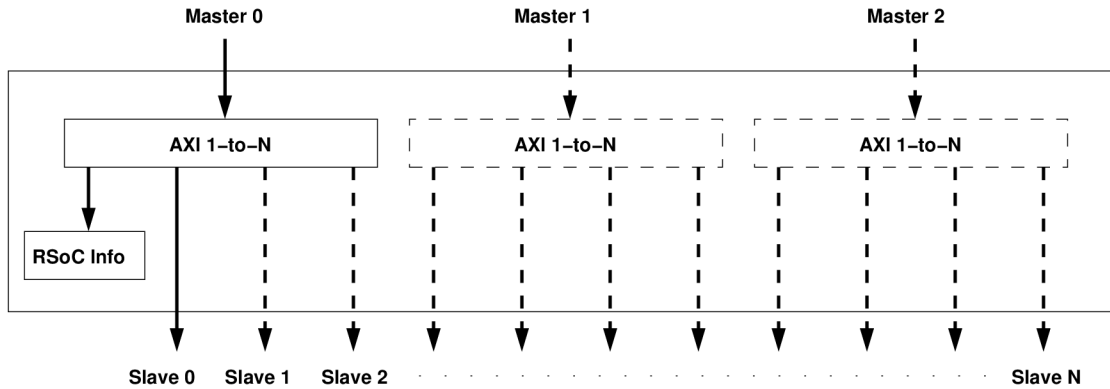 Master 0 Master 1 Master 2
AXI 1−to−N AXI 1−to−N AXI 1−to−N
RSoC Info
Slave 0 Slave 1 Slave 2 . . . . . . . . . . . . . . . . . . . . . . . . . . . . . Slave N